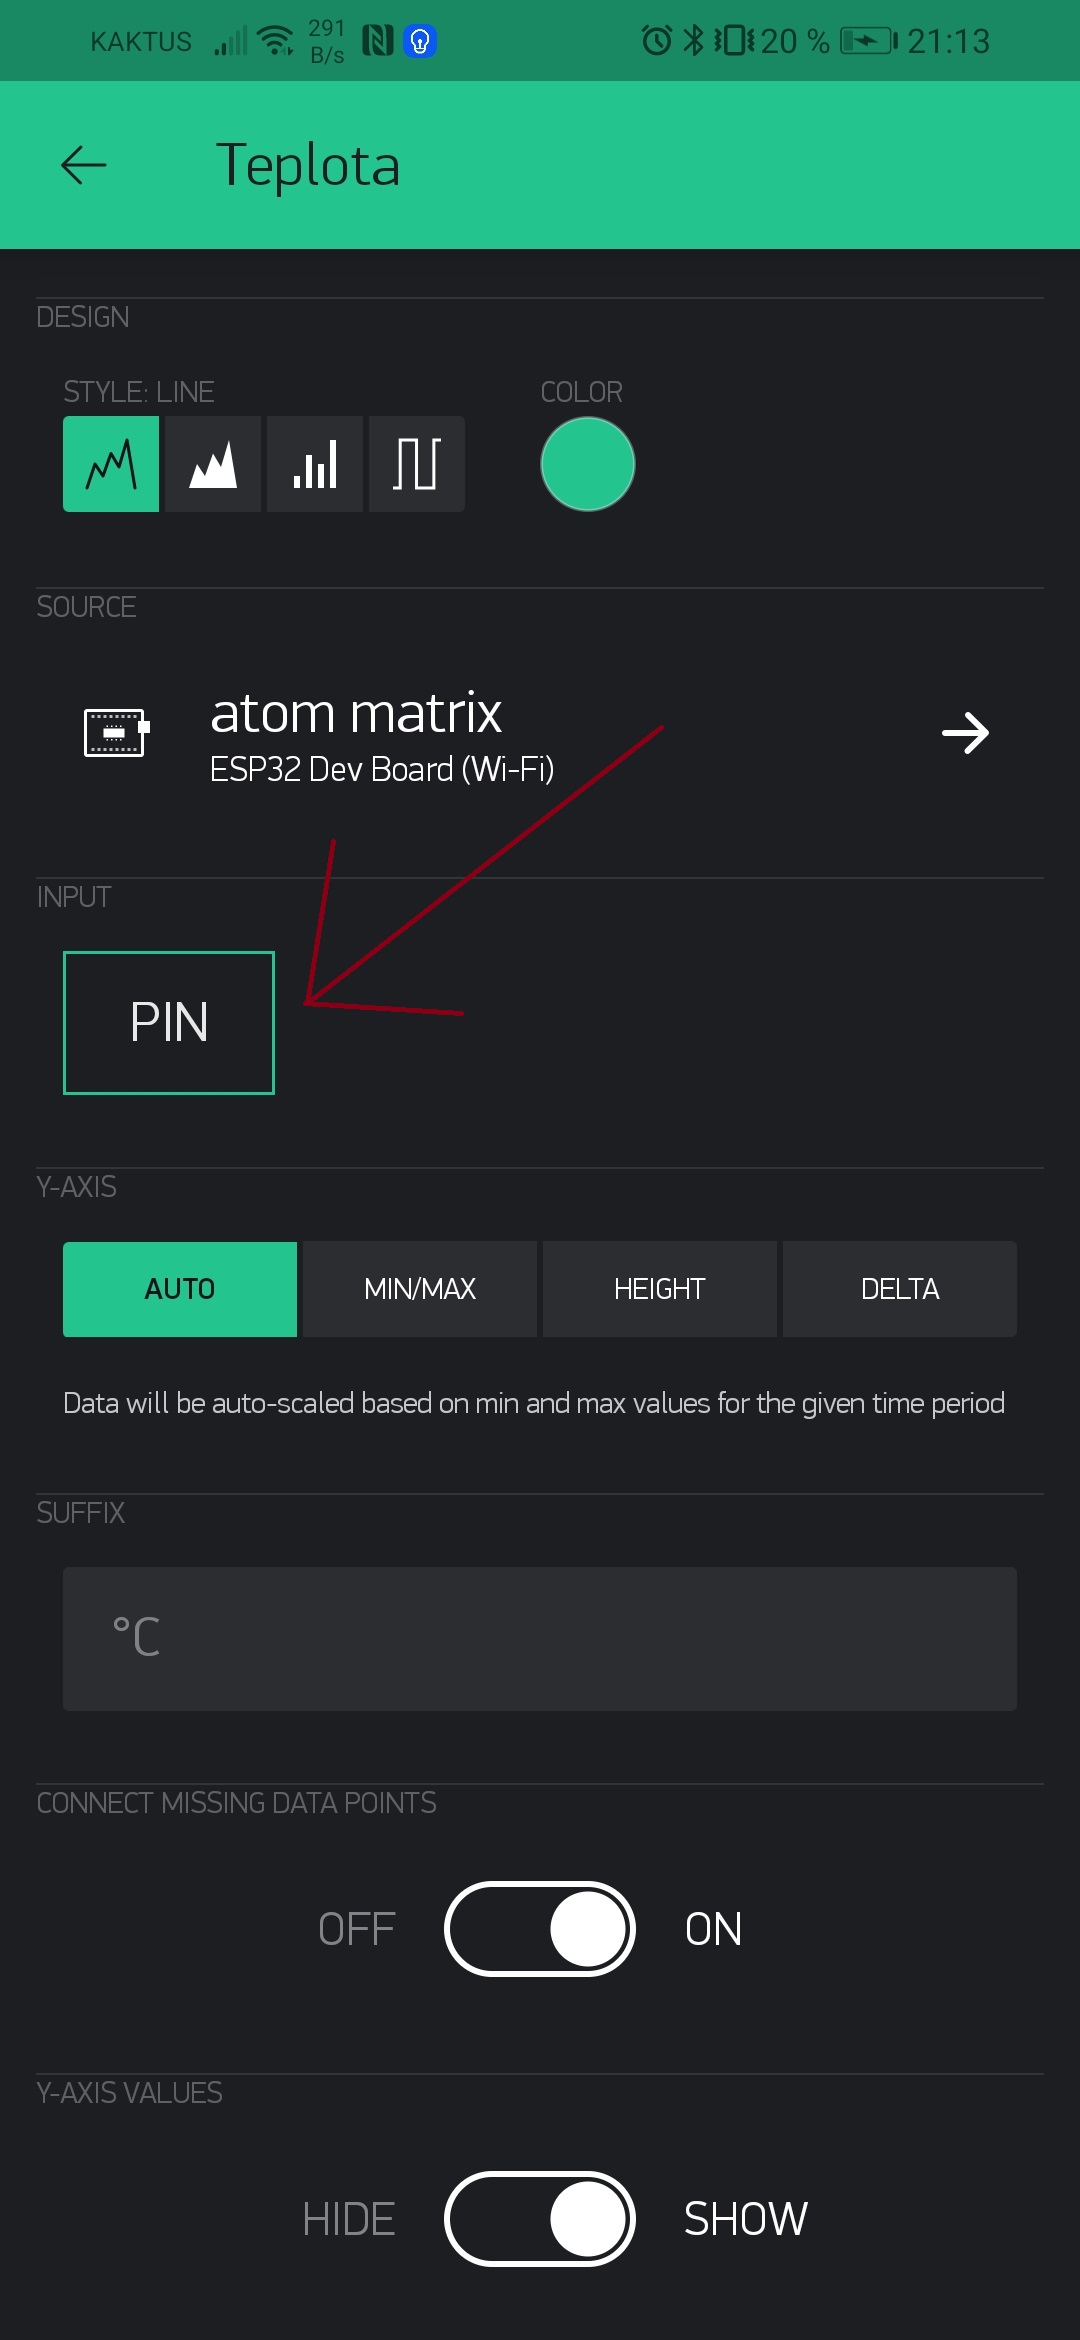 KAKTUS 291 B/s 20 % 21:13
Teplota
DESIGN
STYLE: LINE COLOR
SOURCE
atom matrix
ESP32 Dev Board (Wi-Fi)
INPUT
PIN
Y-AXIS
AUTO MIN/MAX HEIGHT DELTA
Data will be auto-scaled based on min and max values for the given time period
SUFFIX
°C
CONNECT MISSING DATA POINTS
OFF ON
Y-AXIS VALUES
HIDE SHOW